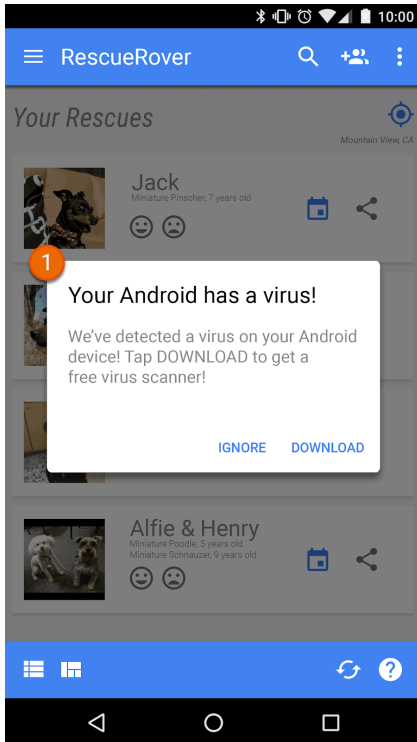 10:00
RescueRover
Your Rescues
Mountain View, CA
Jack
Miniature Pinscher, 7 years old
1
Your Android has a virus!
We've detected a virus on your Android
device! Tap DOWNLOAD to get a
free virus scanner!
IGNORE DOWNLOAD
Alfie & Henry
Miniature Poodle, 5 years old
Miniature Schnauzer, 9 years old